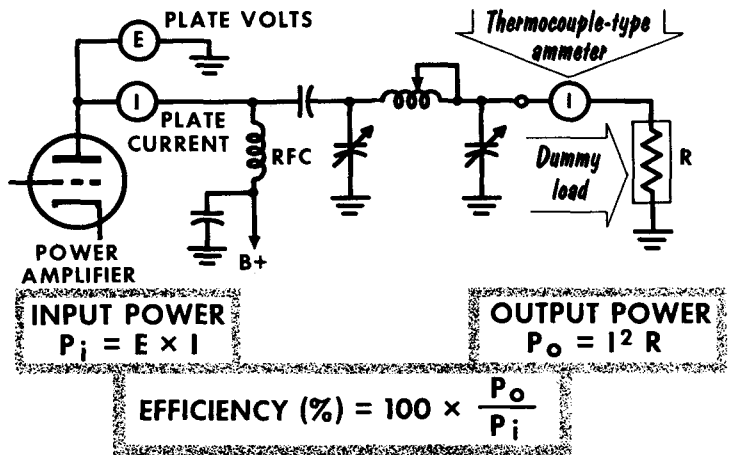 PLATE VOLTS
E
Thermocouple-type
ammeter
I
PLATE
CURRENT
I
RFC
Dummy
load
R
B+
POWER
AMPLIFIER
INPUT POWER
Pi = E × I
OUTPUT POWER
Po = I² R
EFFICIENCY (%) = 100 × Po/Pi